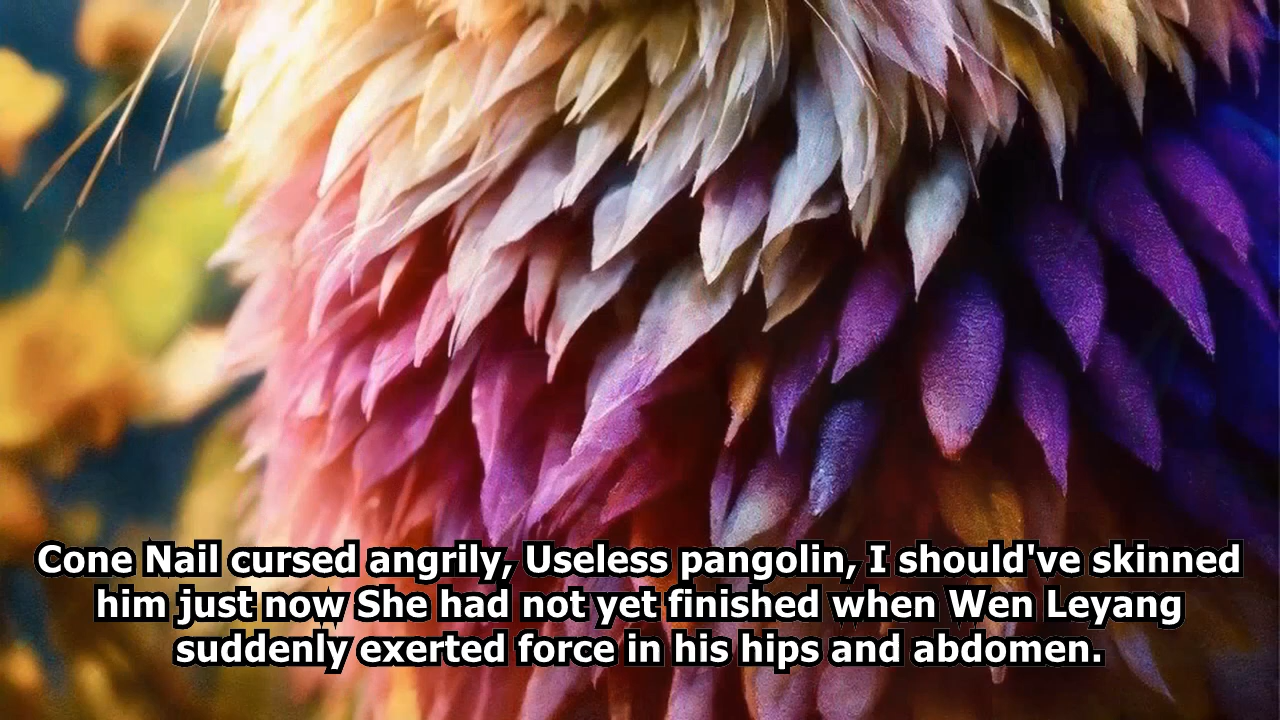 Cone Nail cursed angrily, Useless pangolin, I should've skinned
him just now She had not yet finished when Wen Leyang
suddenly exerted force in his hips and abdomen.